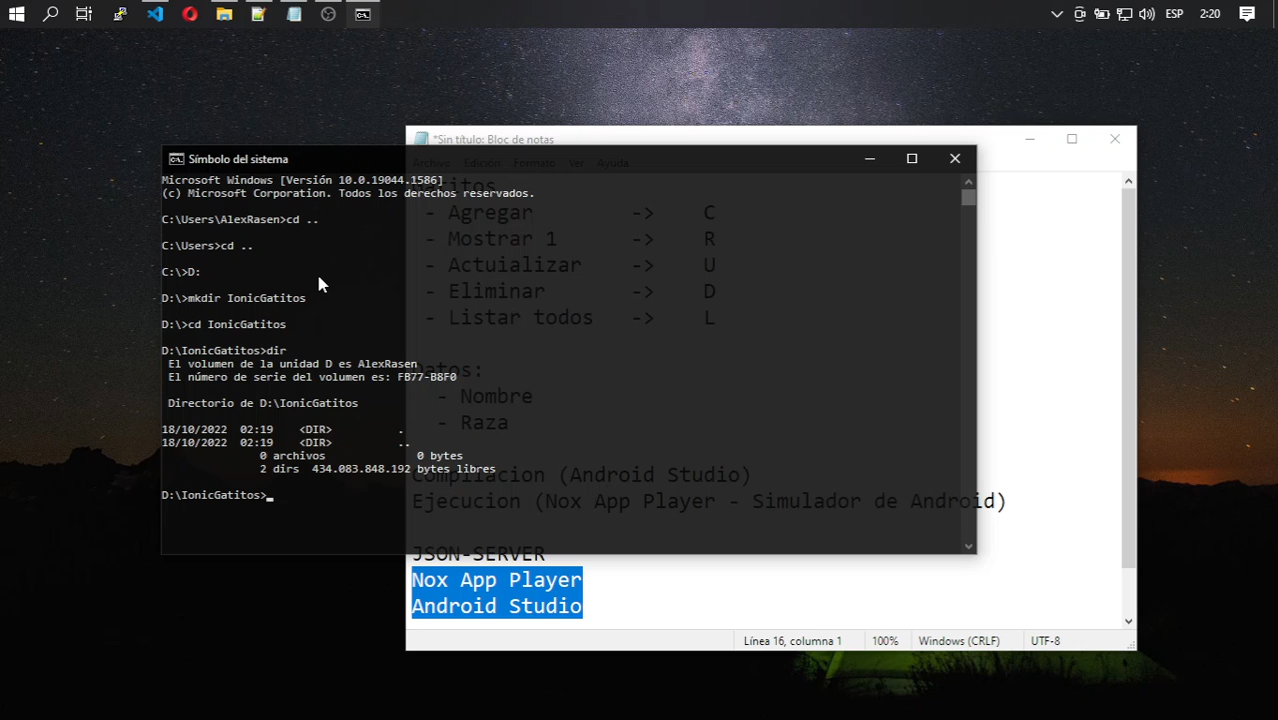 ESP 2:20
*Sin título: Bloc de notas
Archivo Edición Formato Ver Ayuda
Símbolo del sistema
Microsoft Windows [Versión 10.0.19044.1586]
(c) Microsoft Corporation. Todos los derechos reservados.
C:\Users\AlexRasen>cd ..
C:\Users>cd ..
C:\>D:
D:\>mkdir IonicGatitos
D:\>cd IonicGatitos
D:\IonicGatitos>dir
El volumen de la unidad D es AlexRasen
El número de serie del volumen es: FB77-B8F0
Directorio de D:\IonicGatitos
18/10/2022 02:19 <DIR> .
18/10/2022 02:19 <DIR> ..
0 archivos 0 bytes
2 dirs 434.083.848.192 bytes libres
D:\IonicGatitos>
- Agregar -> C
- Mostrar 1 -> R
- Actuializar -> U
- Eliminar -> D
- Listar todos -> L
Datos:
- Nombre
- Raza
Compilacion (Android Studio)
Ejecucion (Nox App Player - Simulador de Android)
JSON-SERVER
Nox App Player
Android Studio
Línea 16, columna 1 100% Windows (CRLF) UTF-8